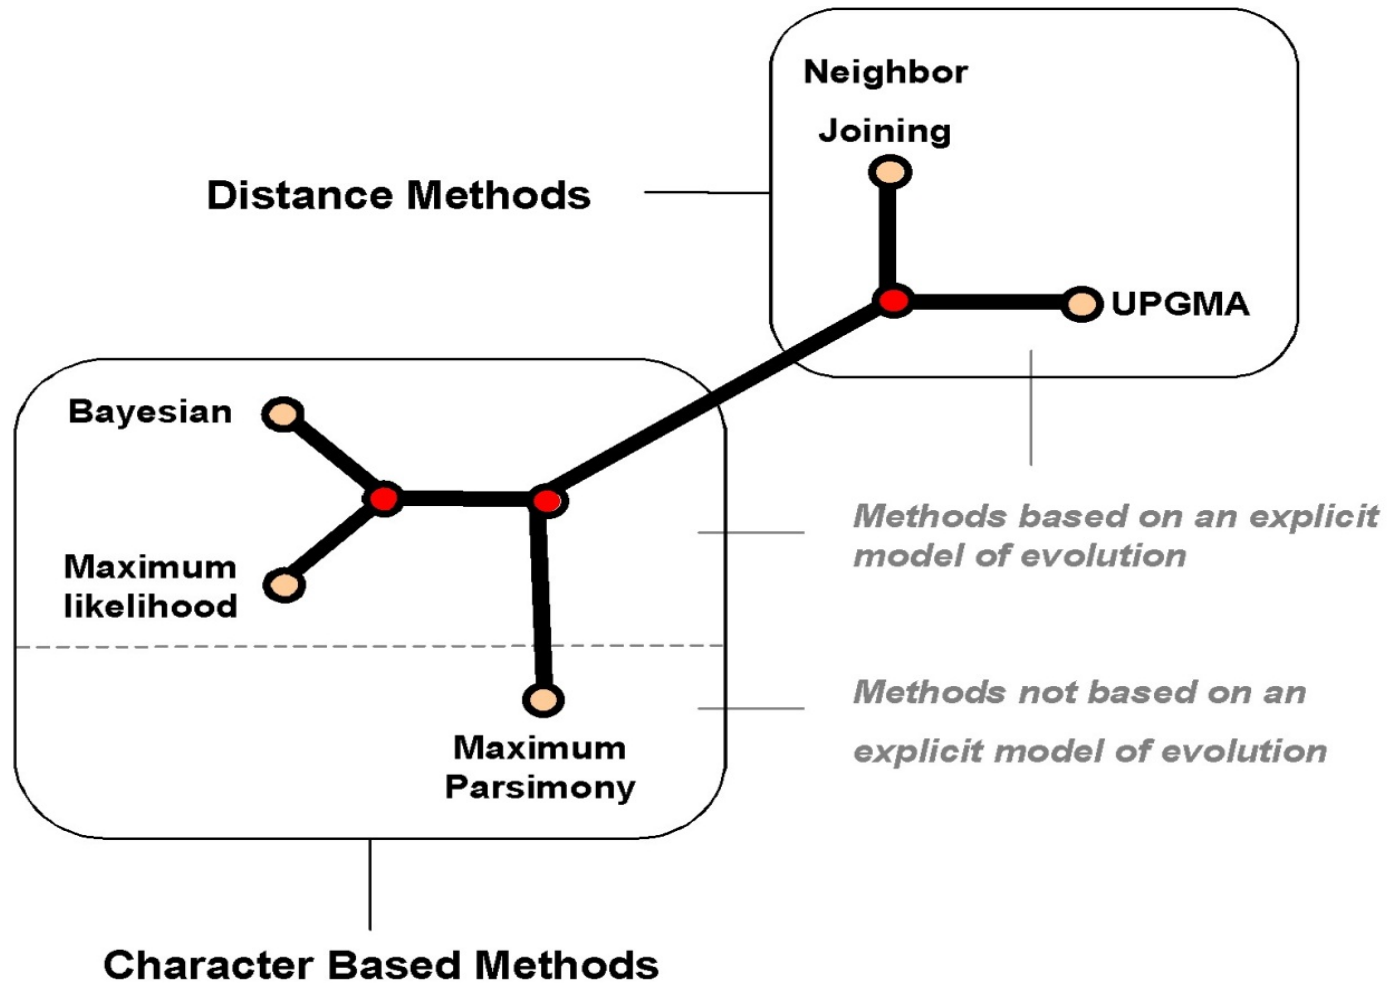 Neighbor
Joining
Distance Methods
UPGMA
Bayesian
Maximum
likelihood
Methods based on an explicit
model of evolution
Methods not based on an
explicit model of evolution
Maximum
Parsimony
Character Based Methods